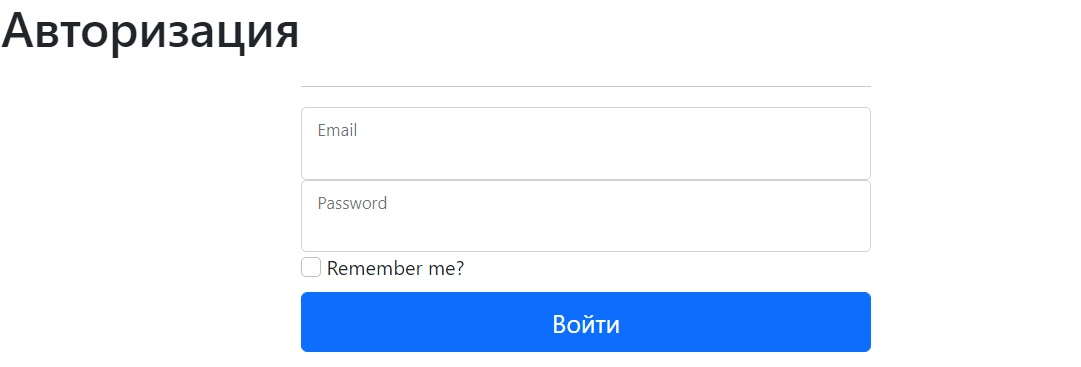 Авторизация
Email
Password
Remember me?
Войти